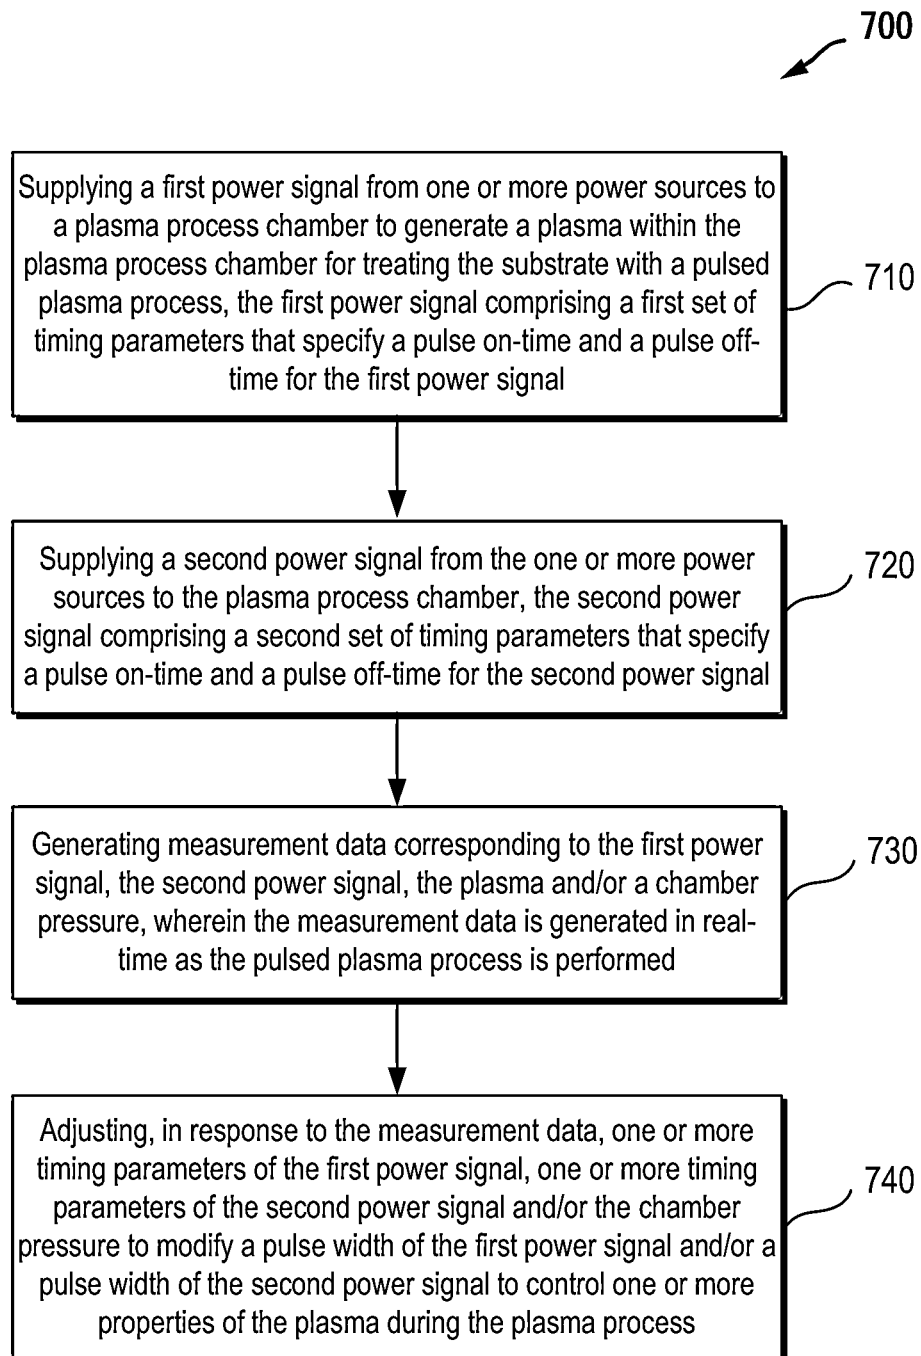 700
Supplying a first power signal from one or more power sources to
a plasma process chamber to generate a plasma within the
plasma process chamber for treating the substrate with a pulsed
plasma process, the first power signal comprising a first set of
timing parameters that specify a pulse on-time and a pulse off-
time for the first power signal
710
Supplying a second power signal from the one or more power
sources to the plasma process chamber, the second power
signal comprising a second set of timing parameters that specify
a pulse on-time and a pulse off-time for the second power signal
720
Generating measurement data corresponding to the first power
signal, the second power signal, the plasma and/or a chamber
pressure, wherein the measurement data is generated in real-
time as the pulsed plasma process is performed
730
Adjusting, in response to the measurement data, one or more
timing parameters of the first power signal, one or more timing
parameters of the second power signal and/or the chamber
pressure to modify a pulse width of the first power signal and/or a
pulse width of the second power signal to control one or more
properties of the plasma during the plasma process
740